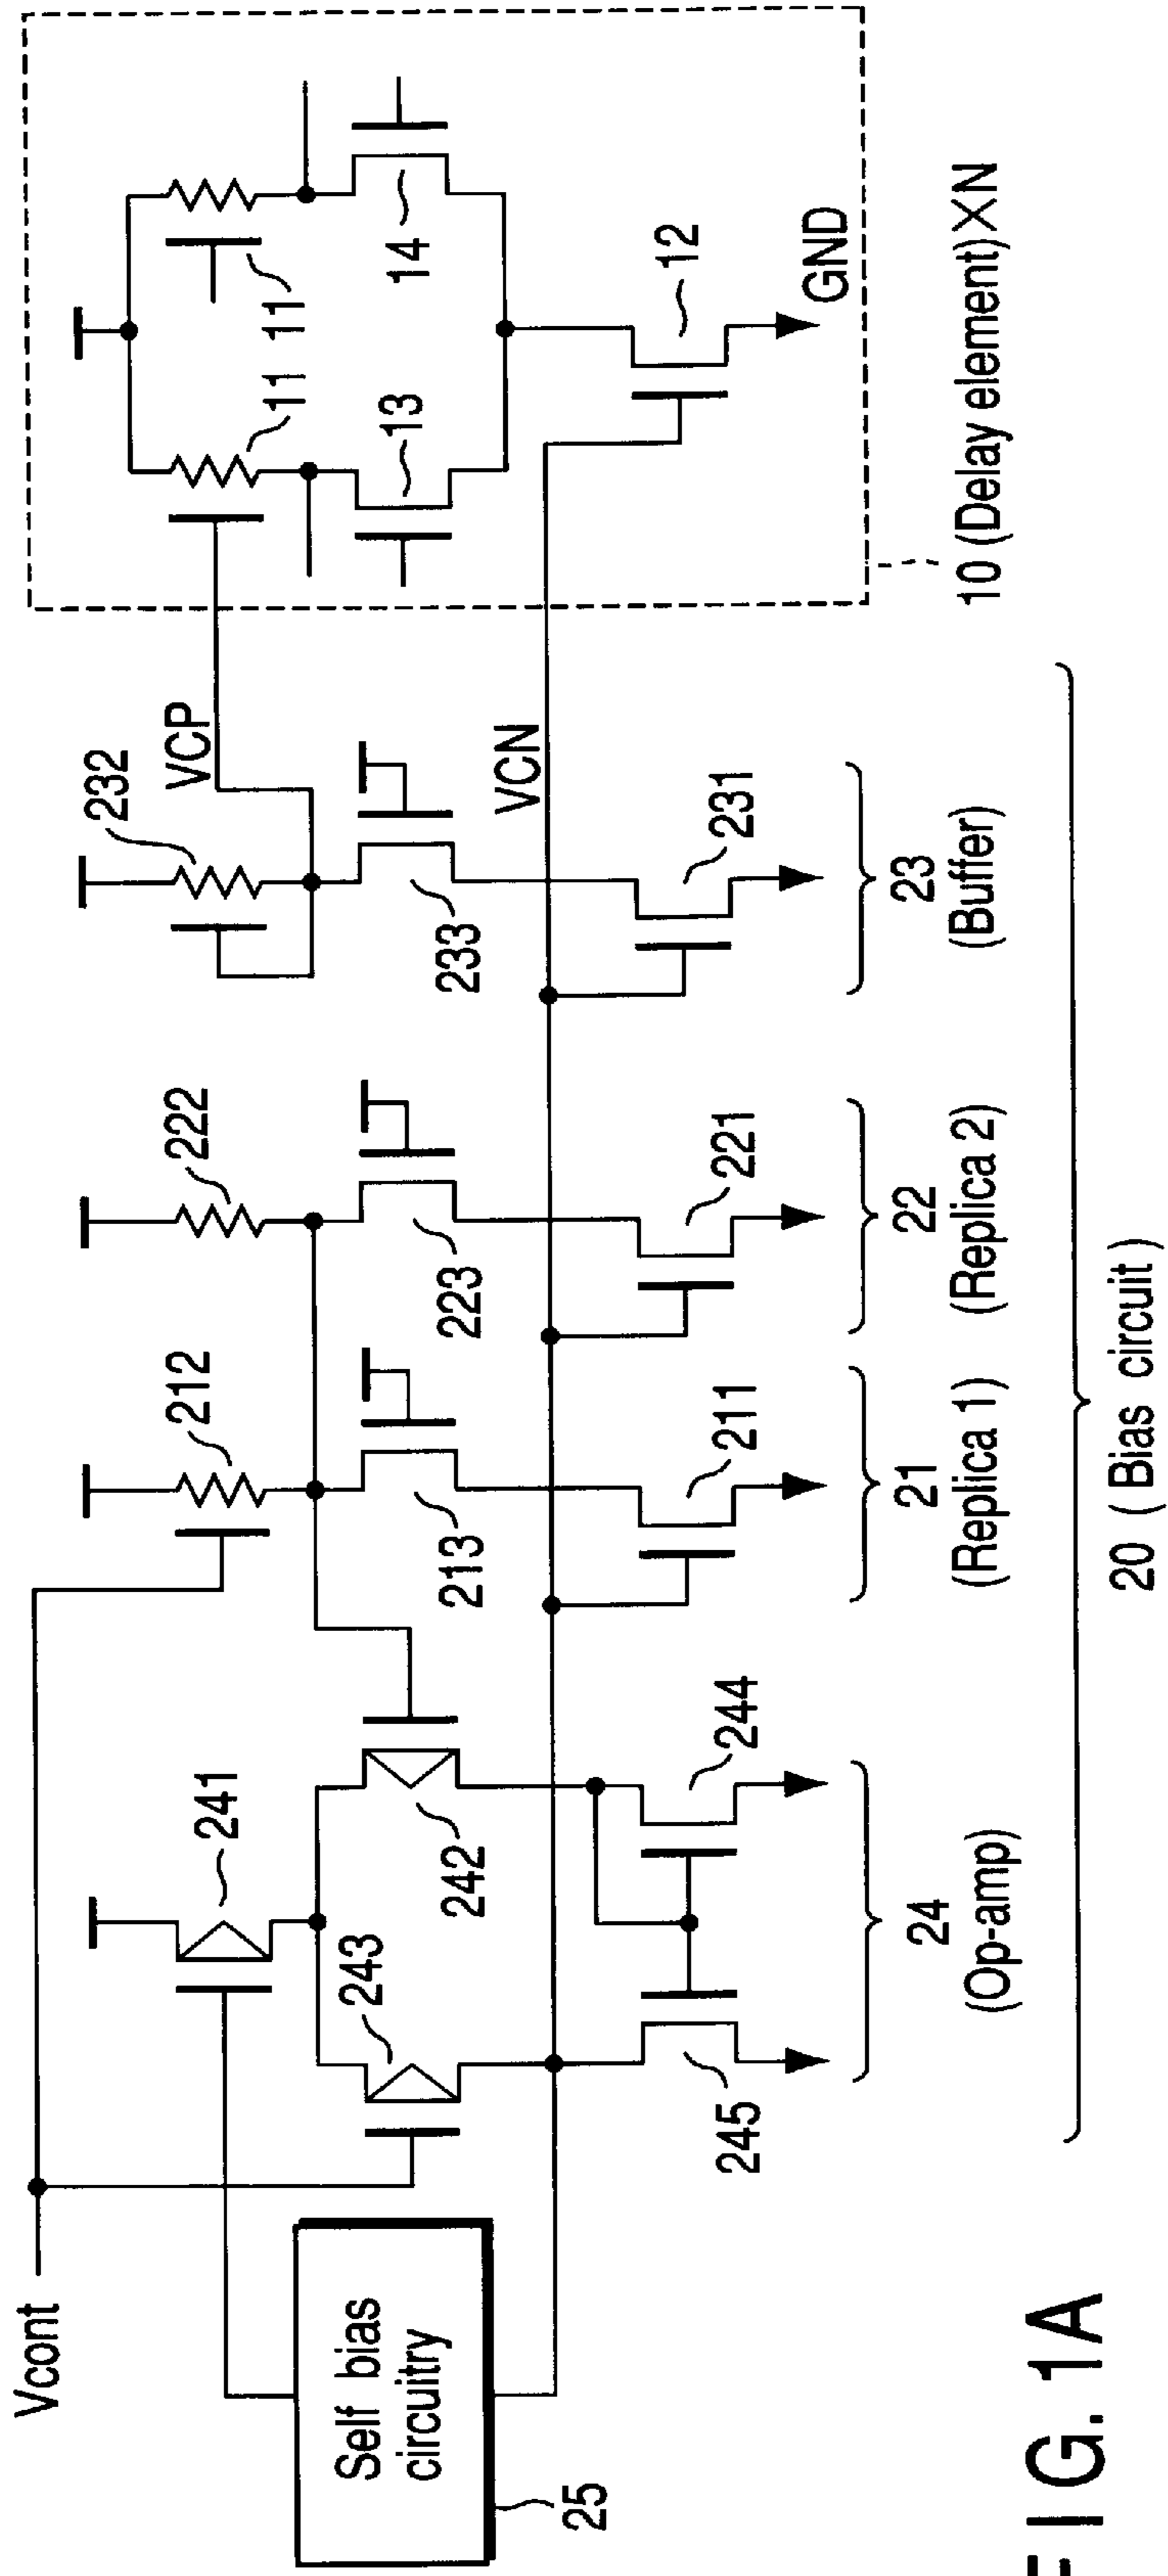 Vcont
Self bias
circuitry
25
241
243
242
245
244
24
(Op-amp)
212
213
211
21
(Replica 1)
222
223
221
22
(Replica 2)
232
VCP
233
VCN
231
23
(Buffer)
20 ( Bias circuit )
11
11
13
14
12
GND
10 (Delay element)×N
FIG. 1A